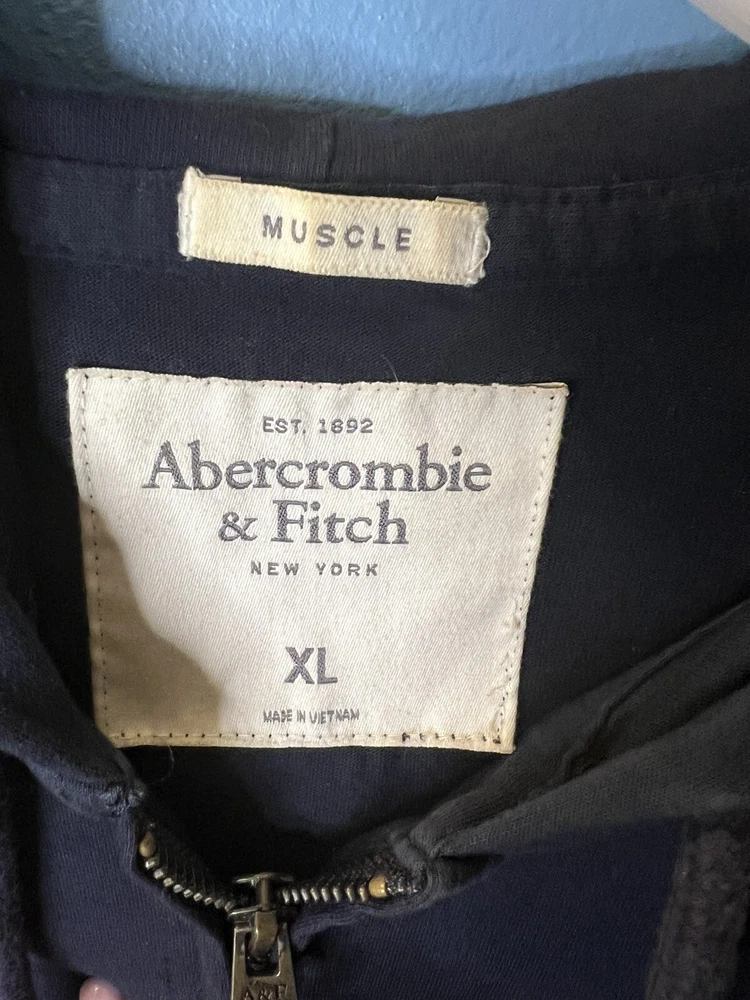 MUSCLE
EST. 1892
Abercrombie
& Fitch
NEW YORK
XL
MADE IN VIETNAM
A&F